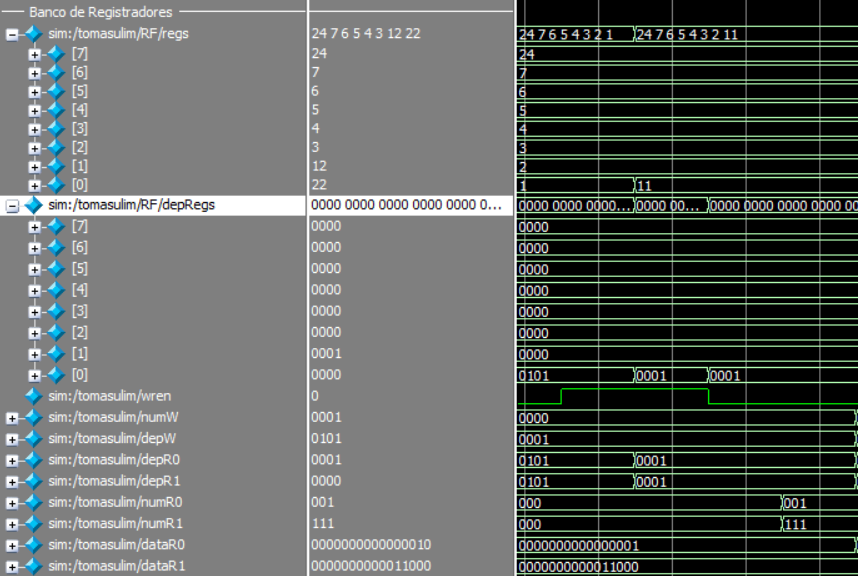 Banco de Registradores
sim:/tomasulim/RF/regs 24 7 6 5 4 3 12 22 24 7 6 5 4 3 2 1 24 7 6 5 4 3 2 11
[7] 24 24
[6] 7 7
[5] 6 6
[4] 5 5
[3] 4 4
[2] 3 3
[1] 12 2
[0] 22 1 11
sim:/tomasulim/RF/depRegs 0000 0000 0000 0000 0000 0... 0000 0000 0000... 0000 00... 0000 0000 0000 0000 00
[7] 0000 0000
[6] 0000 0000
[5] 0000 0000
[4] 0000 0000
[3] 0000 0000
[2] 0000 0000
[1] 0001 0000
[0] 0000 0101 0001 0001
sim:/tomasulim/wren 0
sim:/tomasulim/numW 0001 0000
sim:/tomasulim/depW 0101 0001
sim:/tomasulim/depR0 0001 0101 0001
sim:/tomasulim/depR1 0000 0101 0001
sim:/tomasulim/numR0 001 000 001
sim:/tomasulim/numR1 111 000 111
sim:/tomasulim/dataR0 0000000000000010 0000000000000001
sim:/tomasulim/dataR1 0000000000011000 0000000000011000